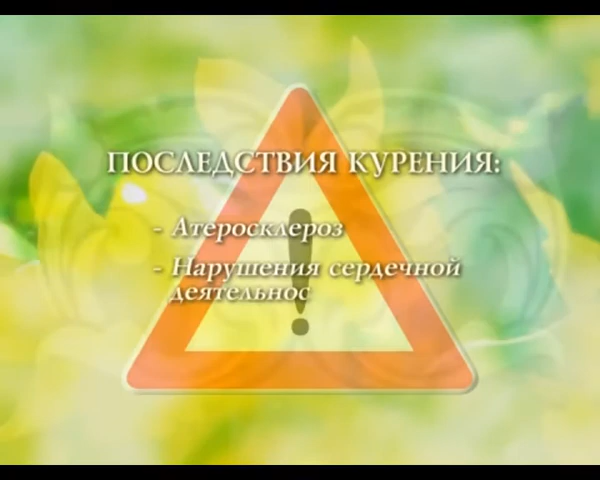 ПОСЛЕДСТВИЯ КУРЕНИЯ:
- Атеросклероз
- Нарушения сердечной
деятельнос